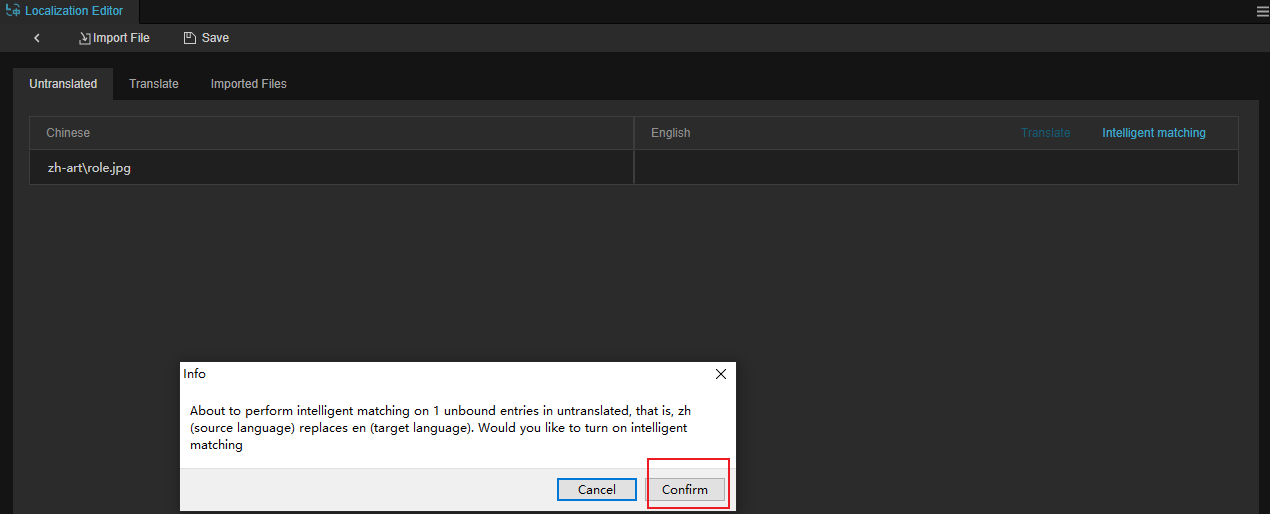 Localization Editor
Import File Save
Untranslated Translate Imported Files
Chinese English Translate Intelligent matching
zh-art\role.jpg
Info
About to perform intelligent matching on 1 unbound entries in untranslated, that is, zh
(source language) replaces en (target language). Would you like to turn on intelligent
matching
Cancel Confirm